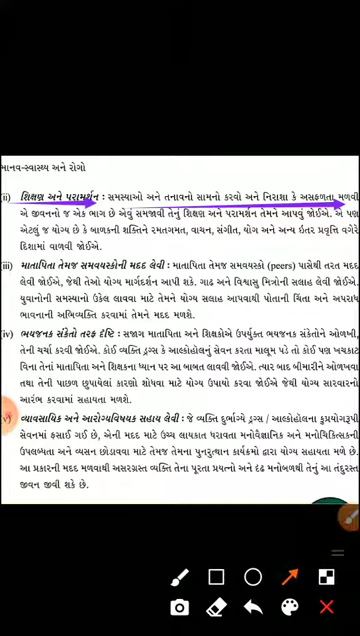 માનવ-સ્વાસ્થ્ય અને રોગો
(ii) શિક્ષણ અને પરામર્શન : સમસ્યાઓ અને તનાવનો સામનો કરવો અને નિરાશા કે અસફળતા મળવી
એ જીવનનો જ એક ભાગ છે એવું સમજાવી તેનું શિક્ષણ અને પરામર્શન તેમને આપવું જોઈએ. એ પણ
એટલું જ યોગ્ય છે કે બાળકની શક્તિને રમતગમત, વાચન, સંગીત, યોગ અને અન્ય ઇતર પ્રવૃત્તિ વગેરે
દિશામાં વાળવી જોઈએ.
(iii) માતાપિતા તેમજ સમવયસ્કોની મદદ લેવી : માતાપિતા તેમજ સમવયસ્કો (peers) પાસેથી તરત મદદ
લેવી જોઈએ, જેથી તેઓ યોગ્ય માર્ગદર્શન આપી શકે. ગાઢ અને વિશ્વાસુ મિત્રોની સલાહ લેવી જોઈએ.
યુવાનોની સમસ્યાનો ઉકેલ લાવવા માટે તેમને યોગ્ય સલાહ આપવાથી પોતાની ચિંતા અને અપરાધ
ભાવનાની અભિવ્યક્તિ કરવામાં તેમને મદદ મળશે.
(iv) ભયજનક સંકેતો તરફ દૃષ્ટિ : સજાગ માતાપિતા અને શિક્ષકોએ ઉપર્યુક્ત ભયજનક સંકેતોને ઓળખી,
તેની ચર્ચા કરવી જોઈએ. કોઈ વ્યક્તિ ડ્રગ્સ કે આલ્કોહોલનું સેવન કરતા માલૂમ પડે તો કોઈ પણ ખચકાટ
વિના તેનાં માતાપિતા અને શિક્ષકના ધ્યાન પર આ બાબત લાવવી જોઈએ. ત્યાર બાદ બીમારીને ઓળખવા
તથા તેની પાછળ છુપાયેલાં કારણો શોધવા માટે યોગ્ય ઉપાયો કરવા જોઈએ જેથી યોગ્ય સારવારનો
આરંભ કરવામાં સહાયતા મળશે.
(v) વ્યાવસાયિક અને આરોગ્યવિષયક સહાય લેવી : જે વ્યક્તિ દુર્ભાગ્યે ડ્રગ્સ / આલ્કોહોલના કુપ્રયોગરૂપી
સેવનમાં ફસાઈ ગઈ છે, એની મદદ માટે ઉચ્ચ લાયકાત ધરાવતા મનોવૈજ્ઞાનિક અને મનોચિકિત્સકની
ઉપલબ્ધતા અને વ્યસન છોડાવવા માટે તેમજ તેમના પુનરુત્થાન કાર્યક્રમો દ્વારા યોગ્ય સહાયતા મળે છે.
આ પ્રકારની મદદ મળવાથી અસરગ્રસ્ત વ્યક્તિ તેના પૂરતા પ્રયત્નો અને દૃઢ મનોબળથી તેનું આ તંદુરસ્ત
જીવન જીવી શકે છે.